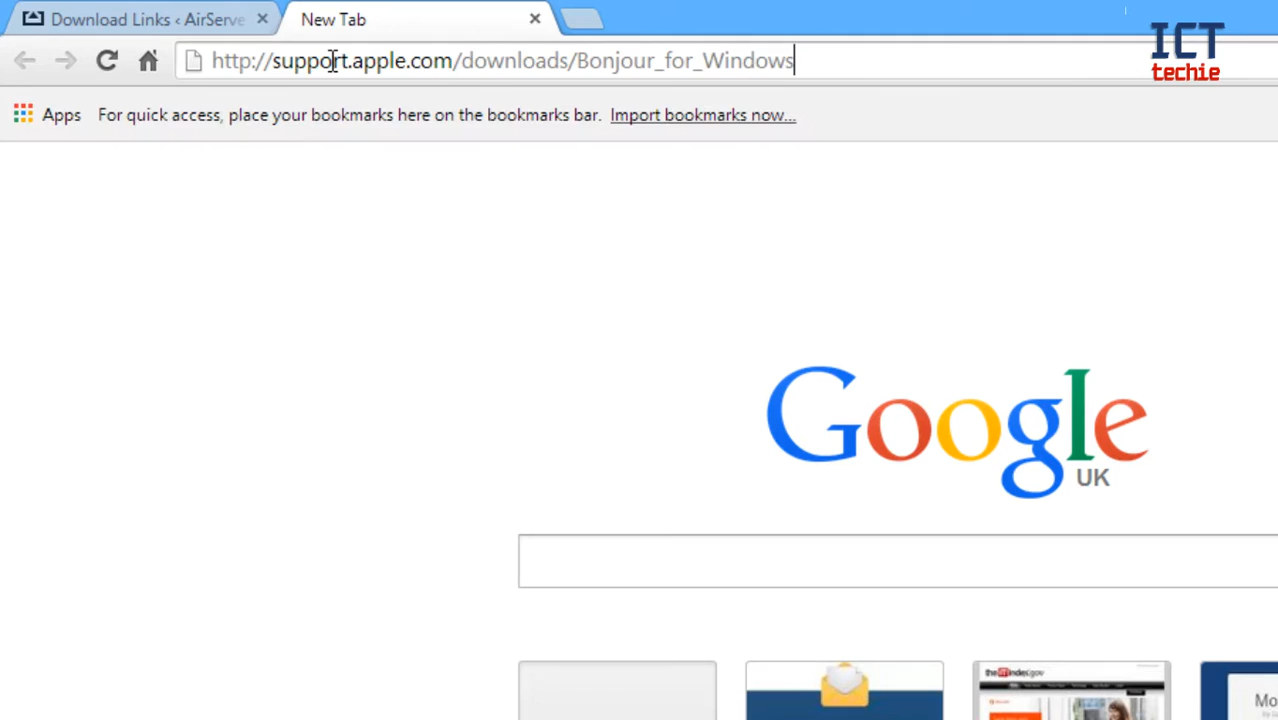 Download Links ‹ AirServe
New Tab
ICT
techie
http://support.apple.com/downloads/Bonjour_for_Windows
Apps For quick access, place your bookmarks here on the bookmarks bar. Import bookmarks now...
Google
UK
Mo